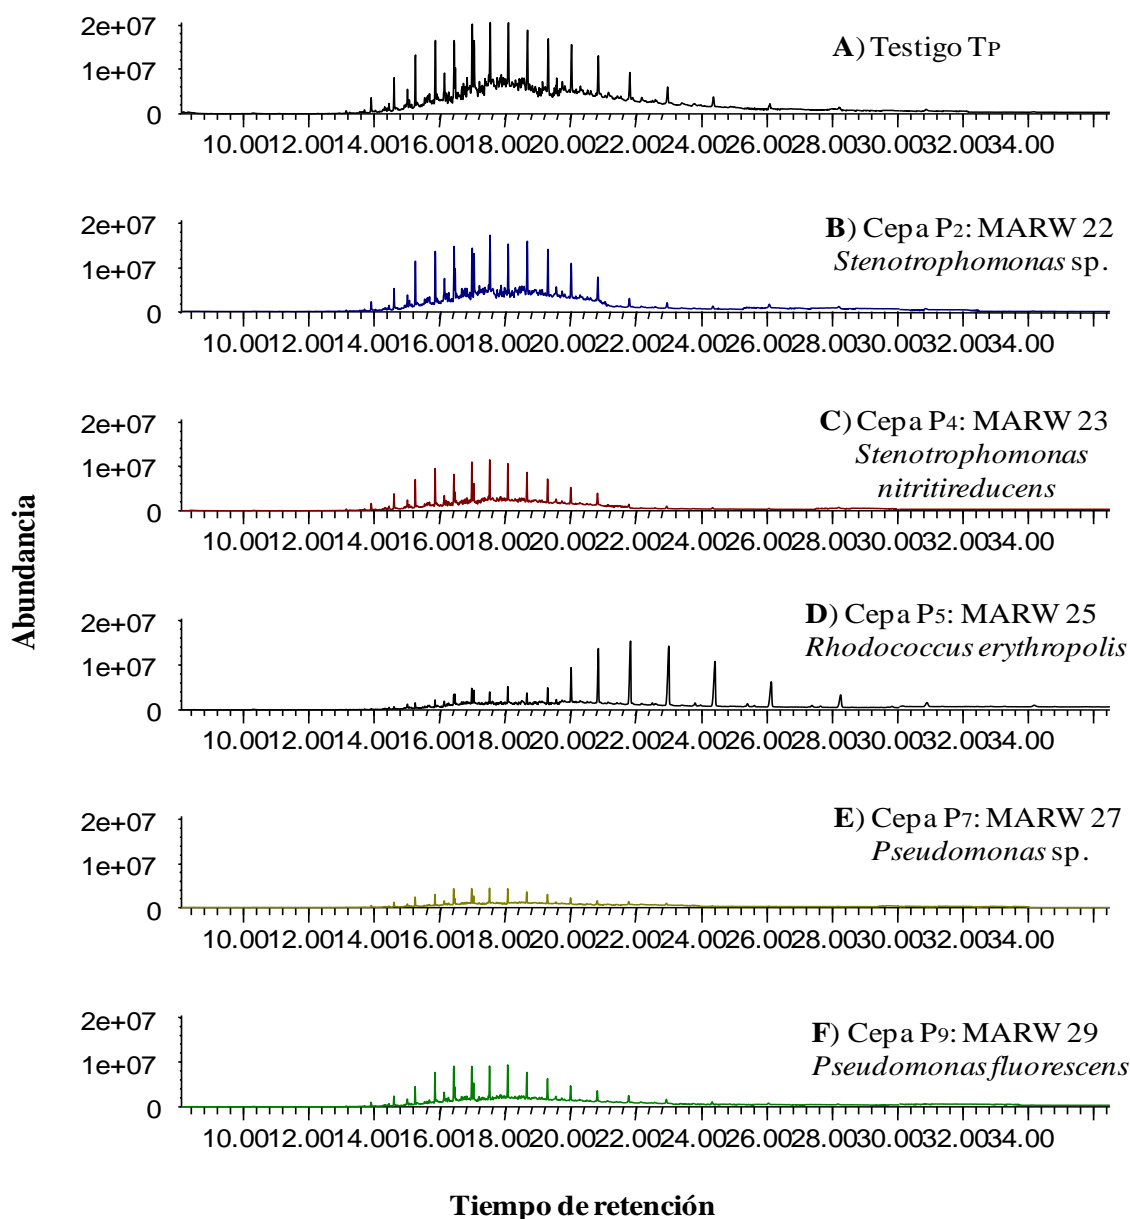 2e+07
A) Testigo TP
1e+07
0
10.0012.0014.0016.0018.0020.0022.0024.0026.0028.0030.0032.0034.00
2e+07
B) Cepa P2: MARW 22
Stenotrophomonas sp.
1e+07
0
10.0012.0014.0016.0018.0020.0022.0024.0026.0028.0030.0032.0034.00
2e+07
C) Cepa P4: MARW 23
Stenotrophomonas
nitritireducens
1e+07
0
10.0012.0014.0016.0018.0020.0022.0024.0026.0028.0030.0032.0034.00
2e+07
D) Cepa P5: MARW 25
Rhodococcus erythropolis
1e+07
0
10.0012.0014.0016.0018.0020.0022.0024.0026.0028.0030.0032.0034.00
2e+07
E) Cepa P7: MARW 27
Pseudomonas sp.
1e+07
0
10.0012.0014.0016.0018.0020.0022.0024.0026.0028.0030.0032.0034.00
2e+07
F) Cepa P9: MARW 29
Pseudomonas fluorescens
1e+07
0
10.0012.0014.0016.0018.0020.0022.0024.0026.0028.0030.0032.0034.00
Abundancia
Tiempo de retención